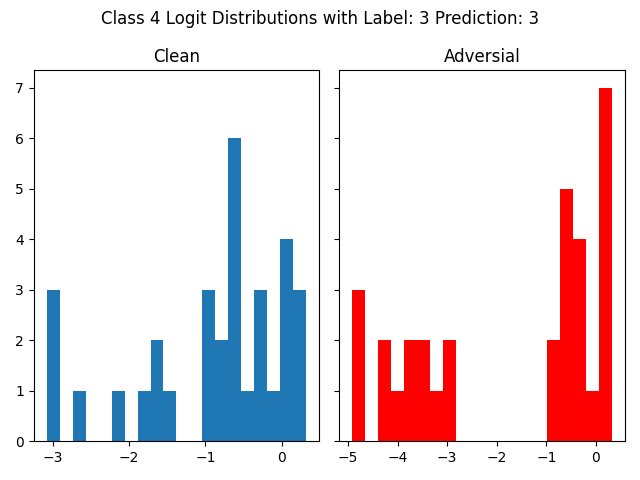 Class 4 Logit Distributions with Label: 3 Prediction: 3
Clean
Adversial
7
6
5
4
3
2
1
0
−3 −2 −1 0
−5 −4 −3 −2 −1 0